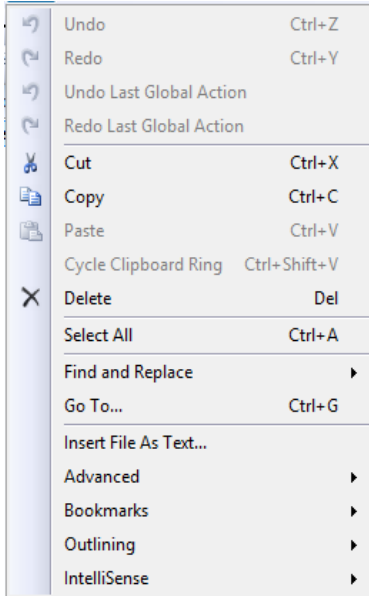 Undo Ctrl+Z
Redo Ctrl+Y
Undo Last Global Action
Redo Last Global Action
Cut Ctrl+X
Copy Ctrl+C
Paste Ctrl+V
Cycle Clipboard Ring Ctrl+Shift+V
Delete Del
Select All Ctrl+A
Find and Replace
Go To... Ctrl+G
Insert File As Text...
Advanced
Bookmarks
Outlining
IntelliSense